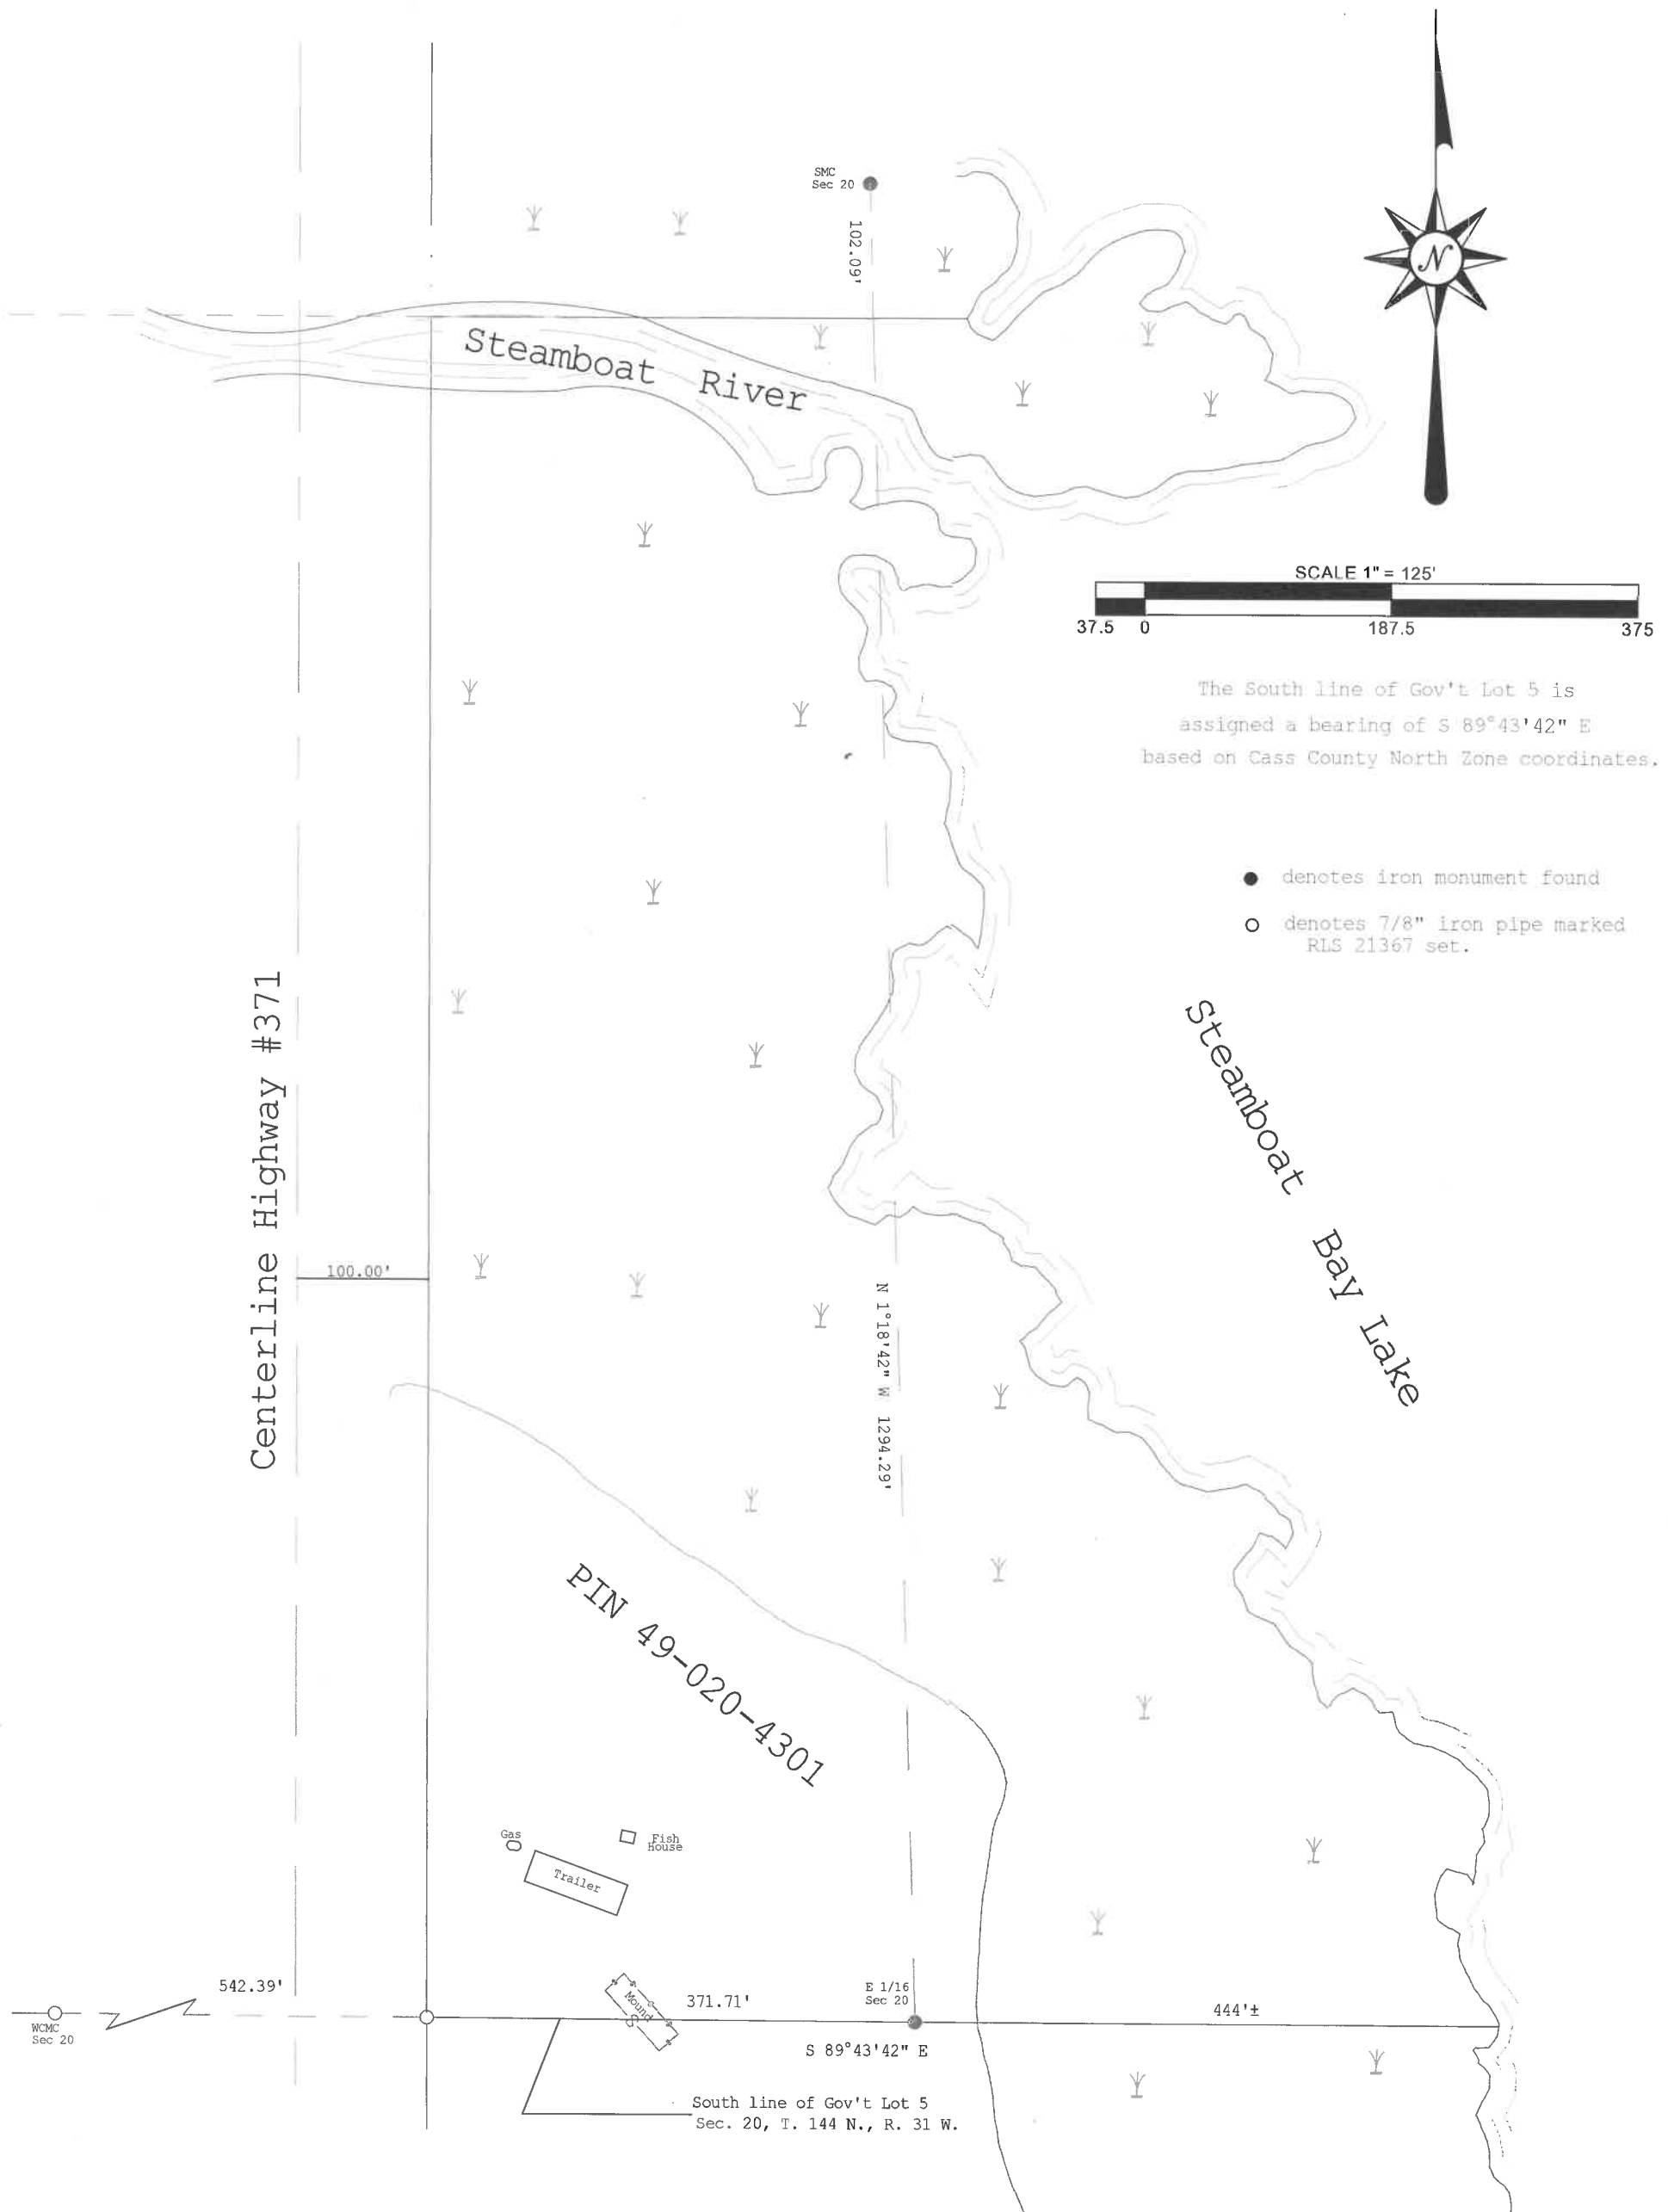 SMC
Sec 20
102.09'
N
Steamboat River
SCALE 1" = 125'
37.5 0 187.5 375
The South line of Gov't Lot 5 is
assigned a bearing of S 89°43'42" E
based on Cass County North Zone coordinates.
denotes iron monument found
denotes 7/8" iron pipe marked
RLS 21367 set.
Centerline Highway #371
Steamboat Bay Lake
100.00'
N 1°18'42" W 1294.29'
PIN 49-020-4301
Gas
Fish
House
Trailer
542.39'
WCMC
Sec 20
Mound
371.71'
E 1/16
Sec 20
444'±
S 89°43'42" E
South line of Gov't Lot 5
Sec. 20, T. 144 N., R. 31 W.